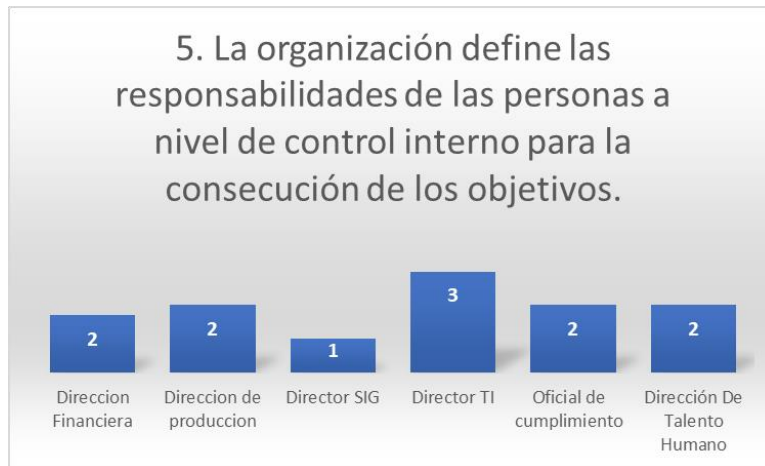 5. La organización define las
responsabilidades de las personas a
nivel de control interno para la
consecución de los objetivos.
2
2
1
3
2
2
Direccion
Financiera
Direccion de
produccion
Director SIG
Director TI
Oficial de
cumplimiento
Dirección De
Talento
Humano